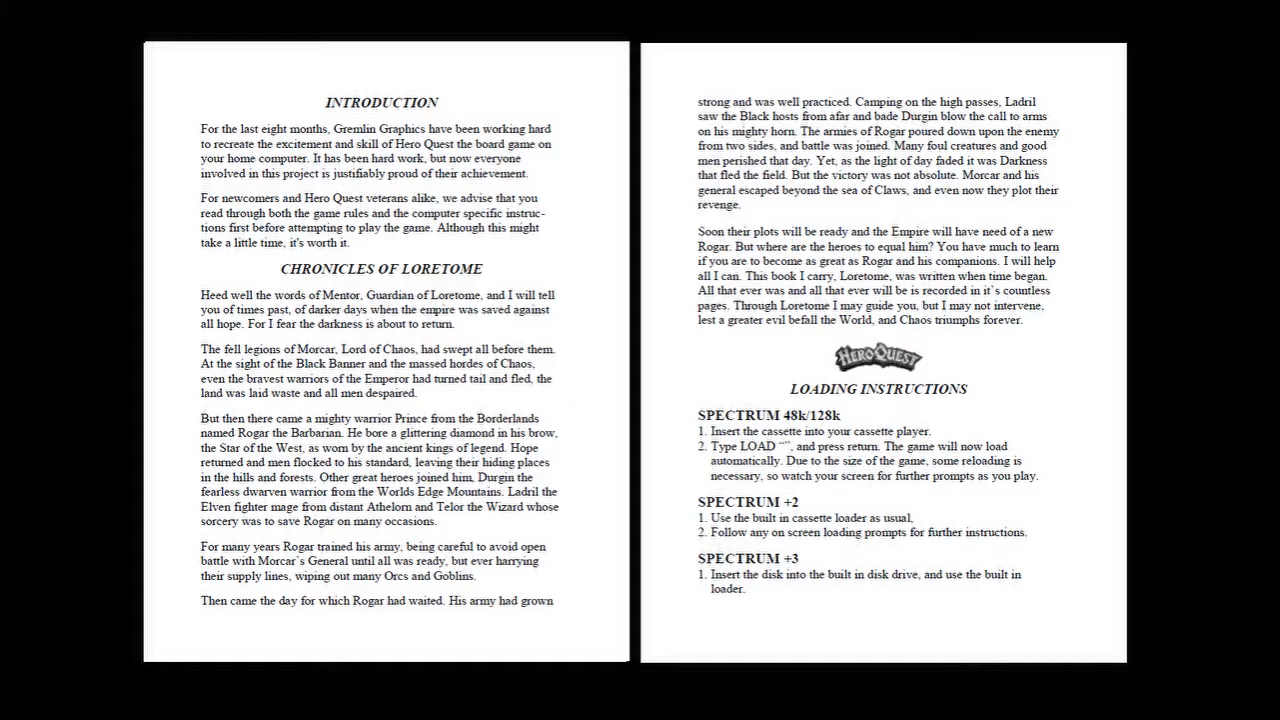 INTRODUCTION
For the last eight months, Gremlin Graphics have been working hard
to recreate the excitement and skill of Hero Quest the board game on
your home computer. It has been hard work, but now everyone
involved in this project is justifiably proud of their achievement.
For newcomers and Hero Quest veterans alike, we advise that you
read through both the game rules and the computer specific instruc-
tions first before attempting to play the game. Although this might
take a little time, it's worth it.
CHRONICLES OF LORETOME
Heed well the words of Mentor, Guardian of Loretome, and I will tell
you of times past, of darker days when the empire was saved against
all hope. For I fear the darkness is about to return.
The fell legions of Morcar, Lord of Chaos, had swept all before them.
At the sight of the Black Banner and the massed hordes of Chaos,
even the bravest warriors of the Emperor had turned tail and fled, the
land was laid waste and all men despaired.
But then there came a mighty warrior Prince from the Borderlands
named Rogar the Barbarian. He bore a glittering diamond in his brow,
the Star of the West, as worn by the ancient kings of legend. Hope
returned and men flocked to his standard, leaving their hiding places
in the hills and forests. Other great heroes joined him, Durgin the
fearless dwarven warrior from the Worlds Edge Mountains. Ladril the
Elven fighter mage from distant Athelorn and Telor the Wizard whose
sorcery was to save Rogar on many occasions.
For many years Rogar trained his army, being careful to avoid open
battle with Morcar's General until all was ready, but ever harrying
their supply lines, wiping out many Orcs and Goblins.
Then came the day for which Rogar had waited. His army had grown
strong and was well practiced. Camping on the high passes, Ladril
saw the Black hosts from afar and bade Durgin blow the call to arms
on his mighty horn. The armies of Rogar poured down upon the enemy
from two sides, and battle was joined. Many foul creatures and good
men perished that day. Yet, as the light of day faded it was Darkness
that fled the field. But the victory was not absolute. Morcar and his
general escaped beyond the sea of Claws, and even now they plot their
revenge.
Soon their plots will be ready and the Empire will have need of a new
Rogar. But where are the heroes to equal him? You have much to learn
if you are to become as great as Rogar and his companions. I will help
all I can. This book I carry, Loretome, was written when time began.
All that ever was and all that ever will be is recorded in it's countless
pages. Through Loretome I may guide you, but I may not intervene,
lest a greater evil befall the World, and Chaos triumphs forever.
HEROQUEST
LOADING INSTRUCTIONS
SPECTRUM 48k/128k
1. Insert the cassette into your cassette player.
2. Type LOAD “”, and press return. The game will now load
automatically. Due to the size of the game, some reloading is
necessary, so watch your screen for further prompts as you play.
SPECTRUM +2
1. Use the built in cassette loader as usual,
2. Follow any on screen loading prompts for further instructions.
SPECTRUM +3
1. Insert the disk into the built in disk drive, and use the built in
loader.